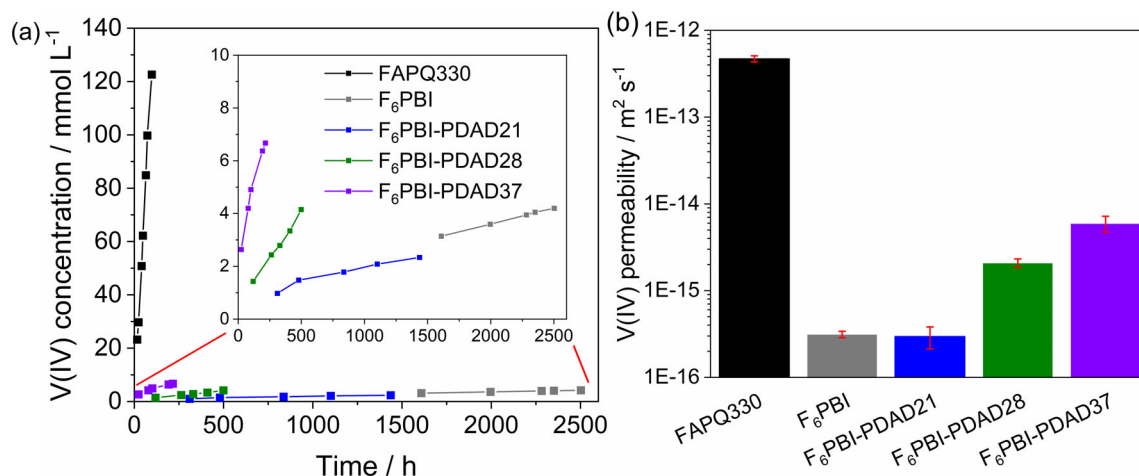 (a)
V(IV) concentration / mmol L⁻¹
140
120
100
80
60
40
20
0
0 500 1000 1500 2000 2500
Time / h
10
8
6
4
2
0
0 500 1000 1500 2000 2500
FAPQ330
F₆PBI
F₆PBI-PDAD21
F₆PBI-PDAD28
F₆PBI-PDAD37
(b)
V(IV) permeability / m² s⁻¹
1E-12
1E-13
1E-14
1E-15
1E-16
FAPQ330
F₆PBI
F₆PBI-PDAD21
F₆PBI-PDAD28
F₆PBI-PDAD37